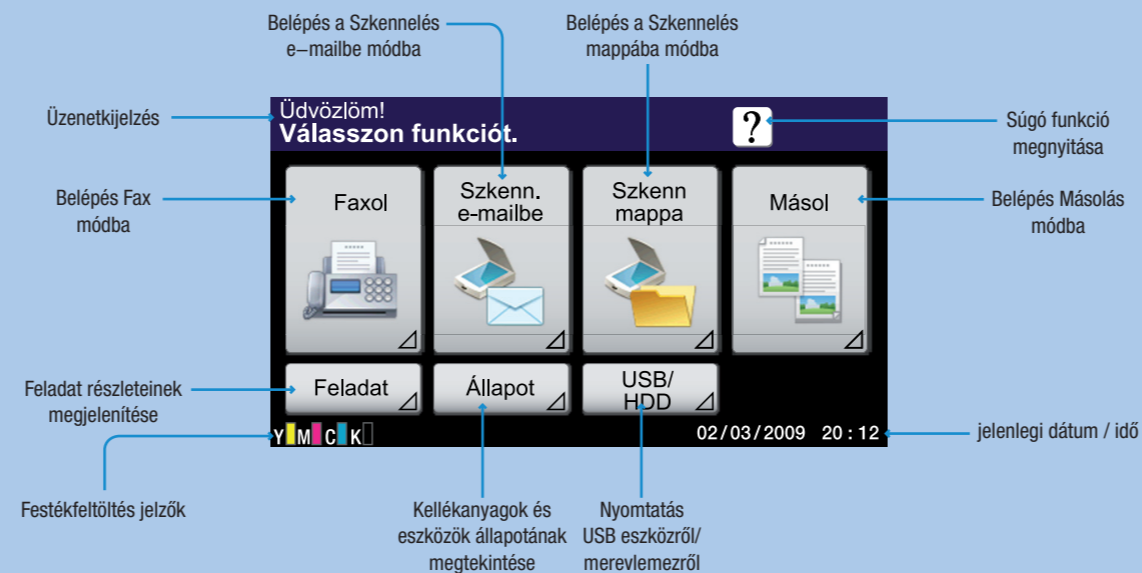 Belépés a Szkennelés
e–mailbe módba
Belépés a Szkennelés
mappába módba
Üzenetkijelzés
Üdvözlöm!
Válasszon funkciót.
?
Súgó funkció
megnyitása
Belépés Fax
módba
Faxol
Szkenn.
e-mailbe
Szkenn
mappa
Másol
Belépés Másolás
módba
Feladat részleteinek
megjelenítése
Feladat
Állapot
USB/
HDD
Y M C K
02/03/2009 20:12
jelenlegi dátum / idő
Festékfeltöltés jelzők
Kellékanyagok és
eszközök állapotának
megtekintése
Nyomtatás
USB eszközről/
merevlemezről